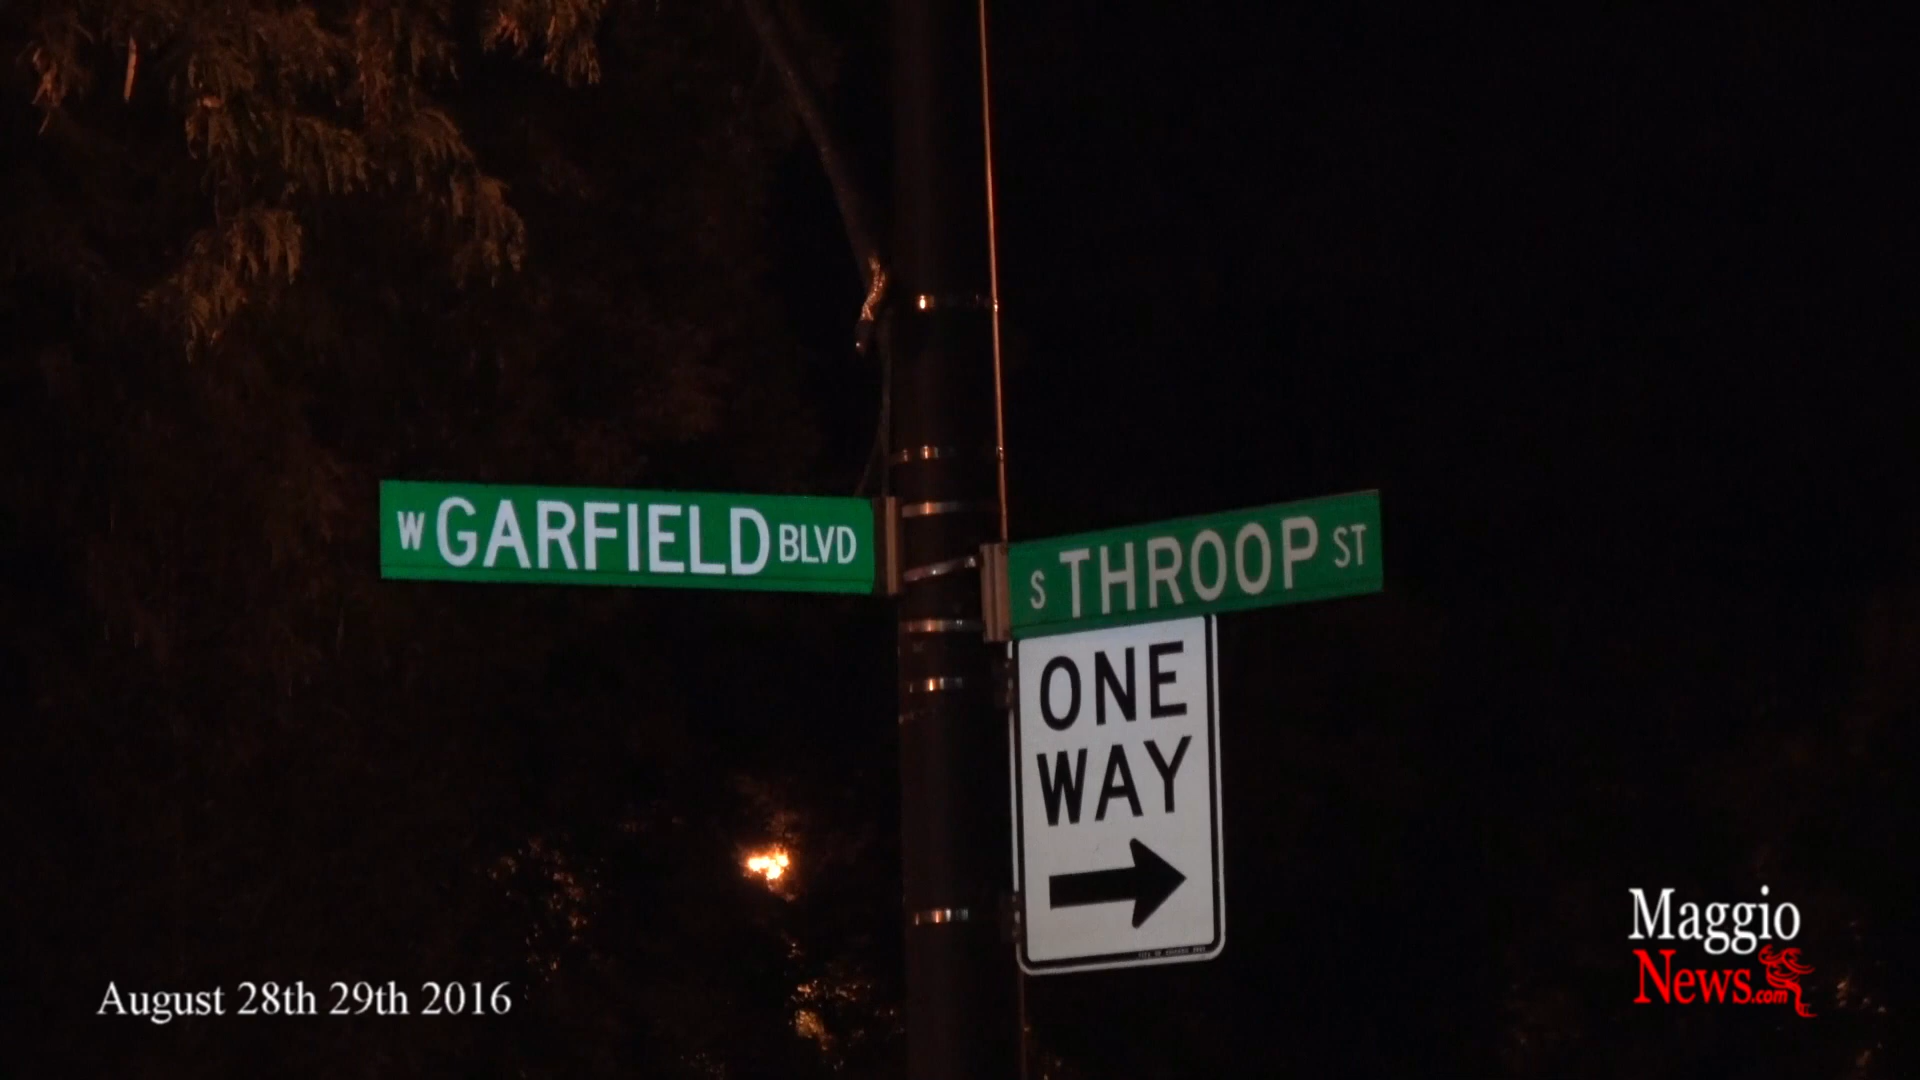 W GARFIELD BLVD
S THROOP ST
ONE
WAY
Maggio
News.com
August 28th 29th 2016